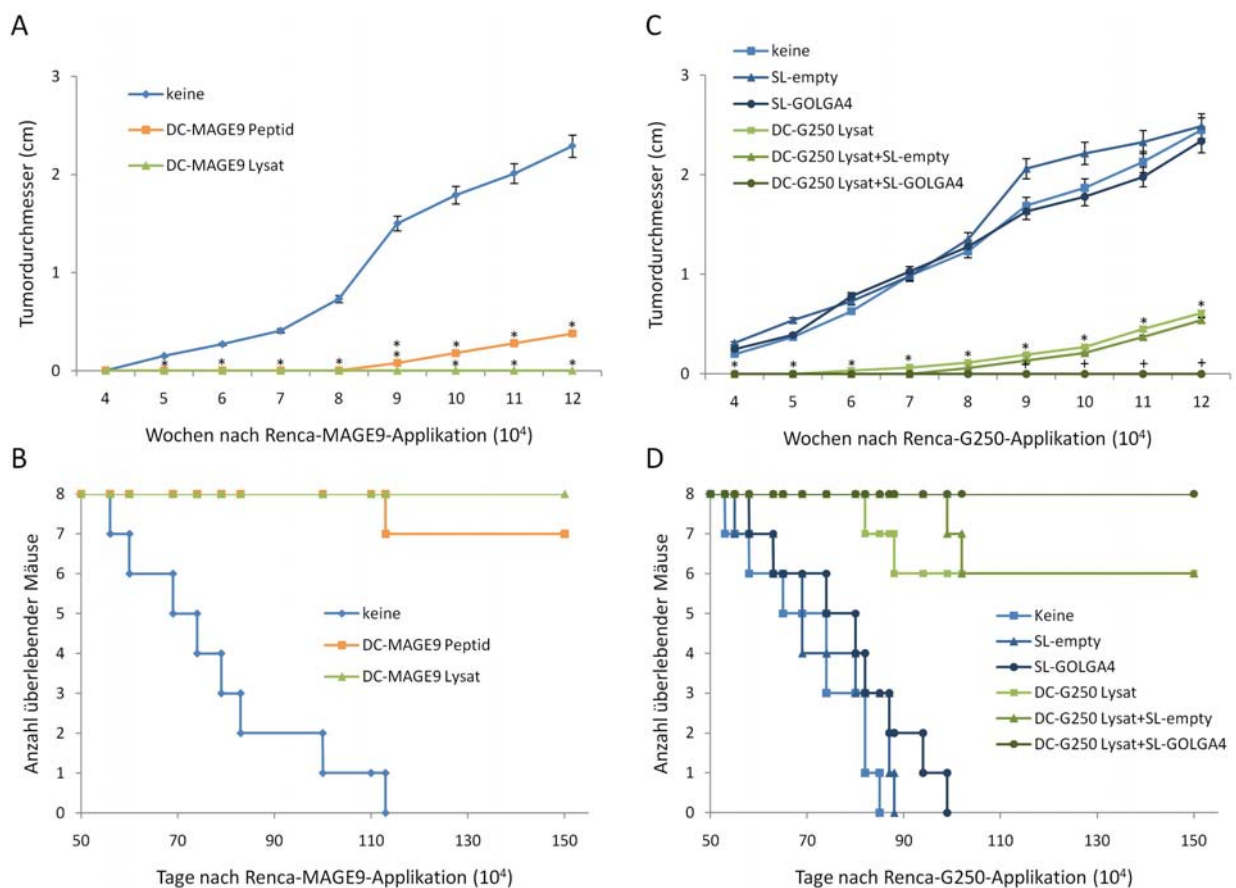 A
Tumordurchmesser (cm)
3
2
1
0
keine
DC-MAGE9 Peptid
DC-MAGE9 Lysat
* * * * * * * * *
* * * *
4 5 6 7 8 9 10 11 12
Wochen nach Renca-MAGE9-Applikation (10⁴)
B
Anzahl überlebender Mäuse
8
7
6
5
4
3
2
1
0
keine
DC-MAGE9 Peptid
DC-MAGE9 Lysat
50 70 90 110 130 150
Tage nach Renca-MAGE9-Applikation (10⁴)
C
Tumordurchmesser (cm)
3
2
1
0
keine
SL-empty
SL-GOLGA4
DC-G250 Lysat
DC-G250 Lysat+SL-empty
DC-G250 Lysat+SL-GOLGA4
* * * * * * * * *
+ + + +
4 5 6 7 8 9 10 11 12
Wochen nach Renca-G250-Applikation (10⁴)
D
Anzahl überlebender Mäuse
8
7
6
5
4
3
2
1
0
Keine
SL-empty
SL-GOLGA4
DC-G250 Lysat
DC-G250 Lysat+SL-empty
DC-G250 Lysat+SL-GOLGA4
50 70 90 110 130 150
Tage nach Renca-G250-Applikation (10⁴)